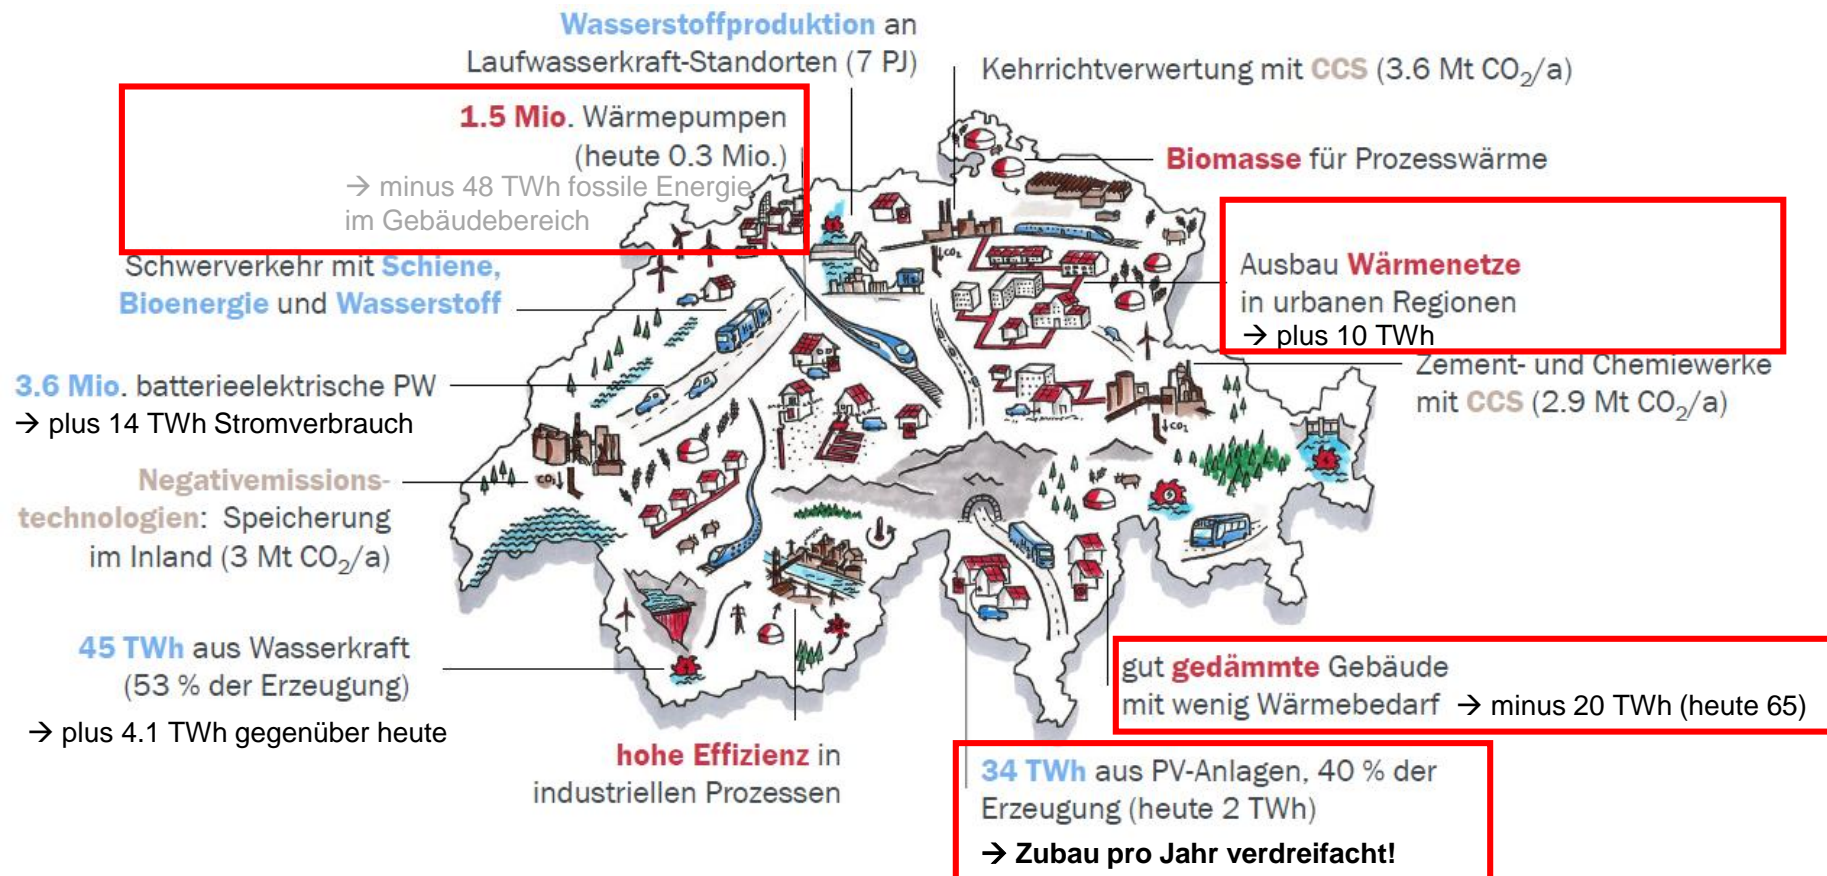 Wasserstoffproduktion an
Laufwasserkraft-Standorten (7 PJ)
Kehrrichtverwertung mit CCS (3.6 Mt CO₂/a)
1.5 Mio. Wärmepumpen
(heute 0.3 Mio.)
→ minus 48 TWh fossile Energie
im Gebäudebereich
Biomasse für Prozesswärme
Schwerverkehr mit Schiene,
Bioenergie und Wasserstoff
Ausbau Wärmenetze
in urbanen Regionen
→ plus 10 TWh
Zement- und Chemiewerke
mit CCS (2.9 Mt CO₂/a)
3.6 Mio. batterieelektrische PW
→ plus 14 TWh Stromverbrauch
Negativemissions-
technologien: Speicherung
im Inland (3 Mt CO₂/a)
45 TWh aus Wasserkraft
(53 % der Erzeugung)
→ plus 4.1 TWh gegenüber heute
hohe Effizienz in
industriellen Prozessen
gut gedämmte Gebäude
mit wenig Wärmebedarf → minus 20 TWh (heute 65)
34 TWh aus PV-Anlagen, 40 % der
Erzeugung (heute 2 TWh)
→ Zubau pro Jahr verdreifacht!
CO₂
CO₂
CO₂